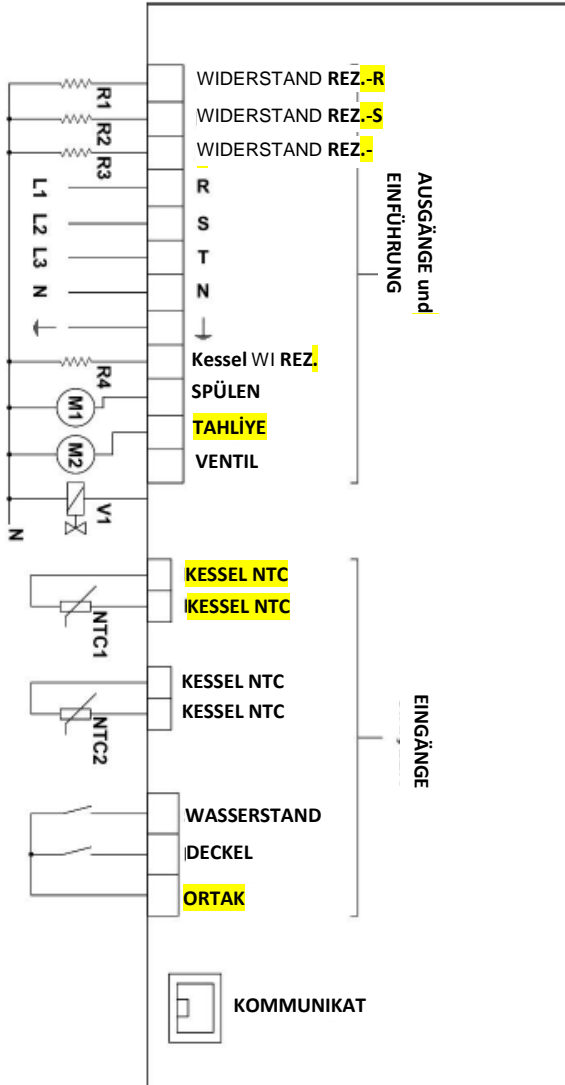 WIDERSTAND REZ.-R
WIDERSTAND REZ.-S
WIDERSTAND REZ.-
R
S
T
N
Kessel WI REZ.
SPÜLEN
TAHLİYE
VENTIL
AUSGÄNGE und
EINFÜHRUNG
R1
R2
R3
L1
L2
L3
N
R4
M1
M2
V1
N
KESSEL NTC
KESSEL NTC
NTC1
KESSEL NTC
KESSEL NTC
NTC2
EINGÄNGE
WASSERSTAND
DECKEL
ORTAK
KOMMUNIKAT